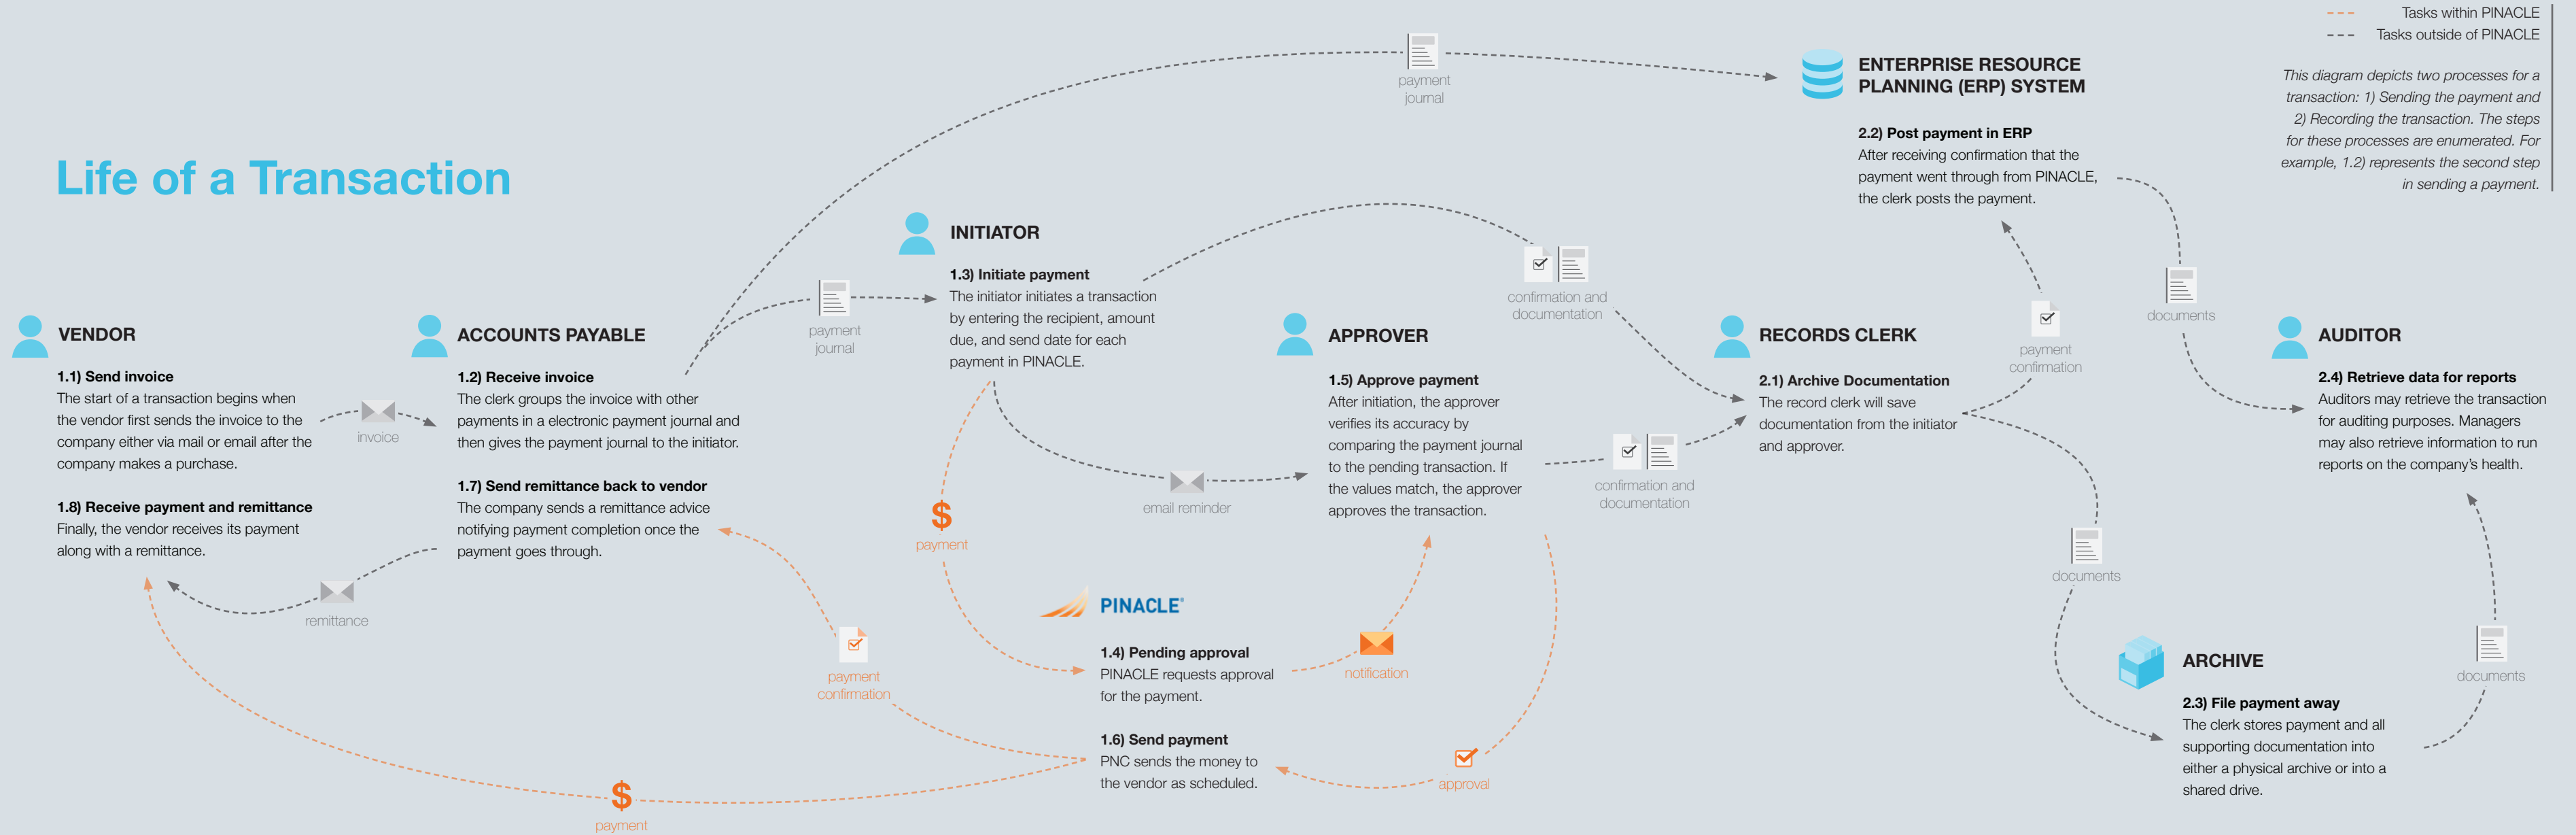 Life of a Transaction
Tasks within PINACLE
Tasks outside of PINACLE
This diagram depicts two processes for a
transaction: 1) Sending the payment and
2) Recording the transaction. The steps
for these processes are enumerated. For
example, 1.2) represents the second step
in sending a payment.
VENDOR
1.1) Send invoice
The start of a transaction begins when
the vendor first sends the invoice to the
company either via mail or email after the
company makes a purchase.
1.8) Receive payment and remittance
Finally, the vendor receives its payment
along with a remittance.
invoice
remittance
ACCOUNTS PAYABLE
1.2) Receive invoice
The clerk groups the invoice with other
payments in a electronic payment journal and
then gives the payment journal to the initiator.
1.7) Send remittance back to vendor
The company sends a remittance advice
notifying payment completion once the
payment goes through.
payment
journal
payment
journal
INITIATOR
1.3) Initiate payment
The initiator initiates a transaction
by entering the recipient, amount
due, and send date for each
payment in PINACLE.
$
payment
email reminder
PINACLE®
1.4) Pending approval
PINACLE requests approval
for the payment.
1.6) Send payment
PNC sends the money to
the vendor as scheduled.
payment
confirmation
$
payment
notification
approval
APPROVER
1.5) Approve payment
After initiation, the approver
verifies its accuracy by
comparing the payment journal
to the pending transaction. If
the values match, the approver
approves the transaction.
confirmation and
documentation
confirmation and
documentation
RECORDS CLERK
2.1) Archive Documentation
The record clerk will save
documentation from the initiator
and approver.
payment
confirmation
ENTERPRISE RESOURCE
PLANNING (ERP) SYSTEM
2.2) Post payment in ERP
After receiving confirmation that the
payment went through from PINACLE,
the clerk posts the payment.
documents
documents
ARCHIVE
2.3) File payment away
The clerk stores payment and all
supporting documentation into
either a physical archive or into a
shared drive.
documents
AUDITOR
2.4) Retrieve data for reports
Auditors may retrieve the transaction
for auditing purposes. Managers
may also retrieve information to run
reports on the company's health.